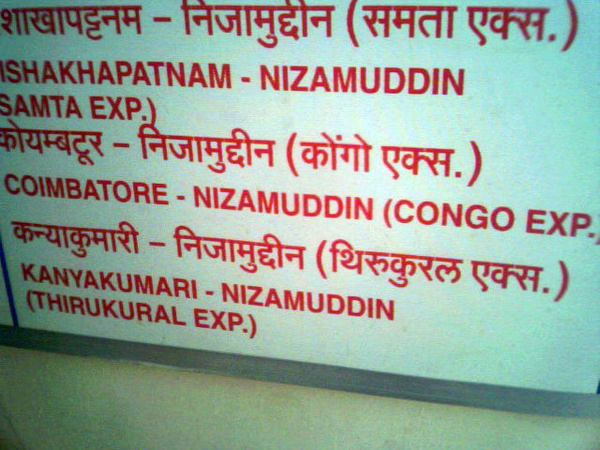 शाखापट्टनम – निजामुद्दीन (समता एक्स.)
ISHAKHAPATNAM - NIZAMUDDIN
SAMTA EXP.)
कोयम्बटूर – निजामुद्दीन (कोंगो एक्स.)
COIMBATORE - NIZAMUDDIN (CONGO EXP.)
कन्याकुमारी – निजामुद्दीन (थिरुकुरल एक्स.)
KANYAKUMARI - NIZAMUDDIN
(THIRUKURAL EXP.)